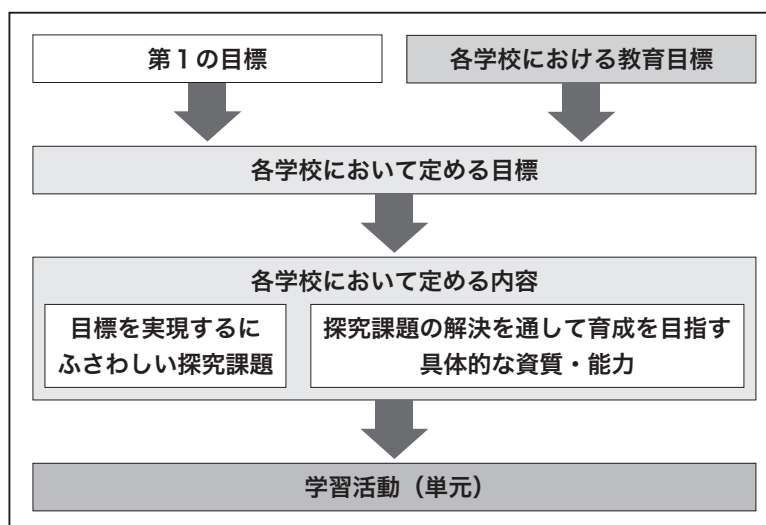 第１の目標
各学校における教育目標
各学校において定める目標
各学校において定める内容
目標を実現するに
ふさわしい探究課題
探究課題の解決を通して育成を目指す
具体的な資質・能力
学習活動（単元）